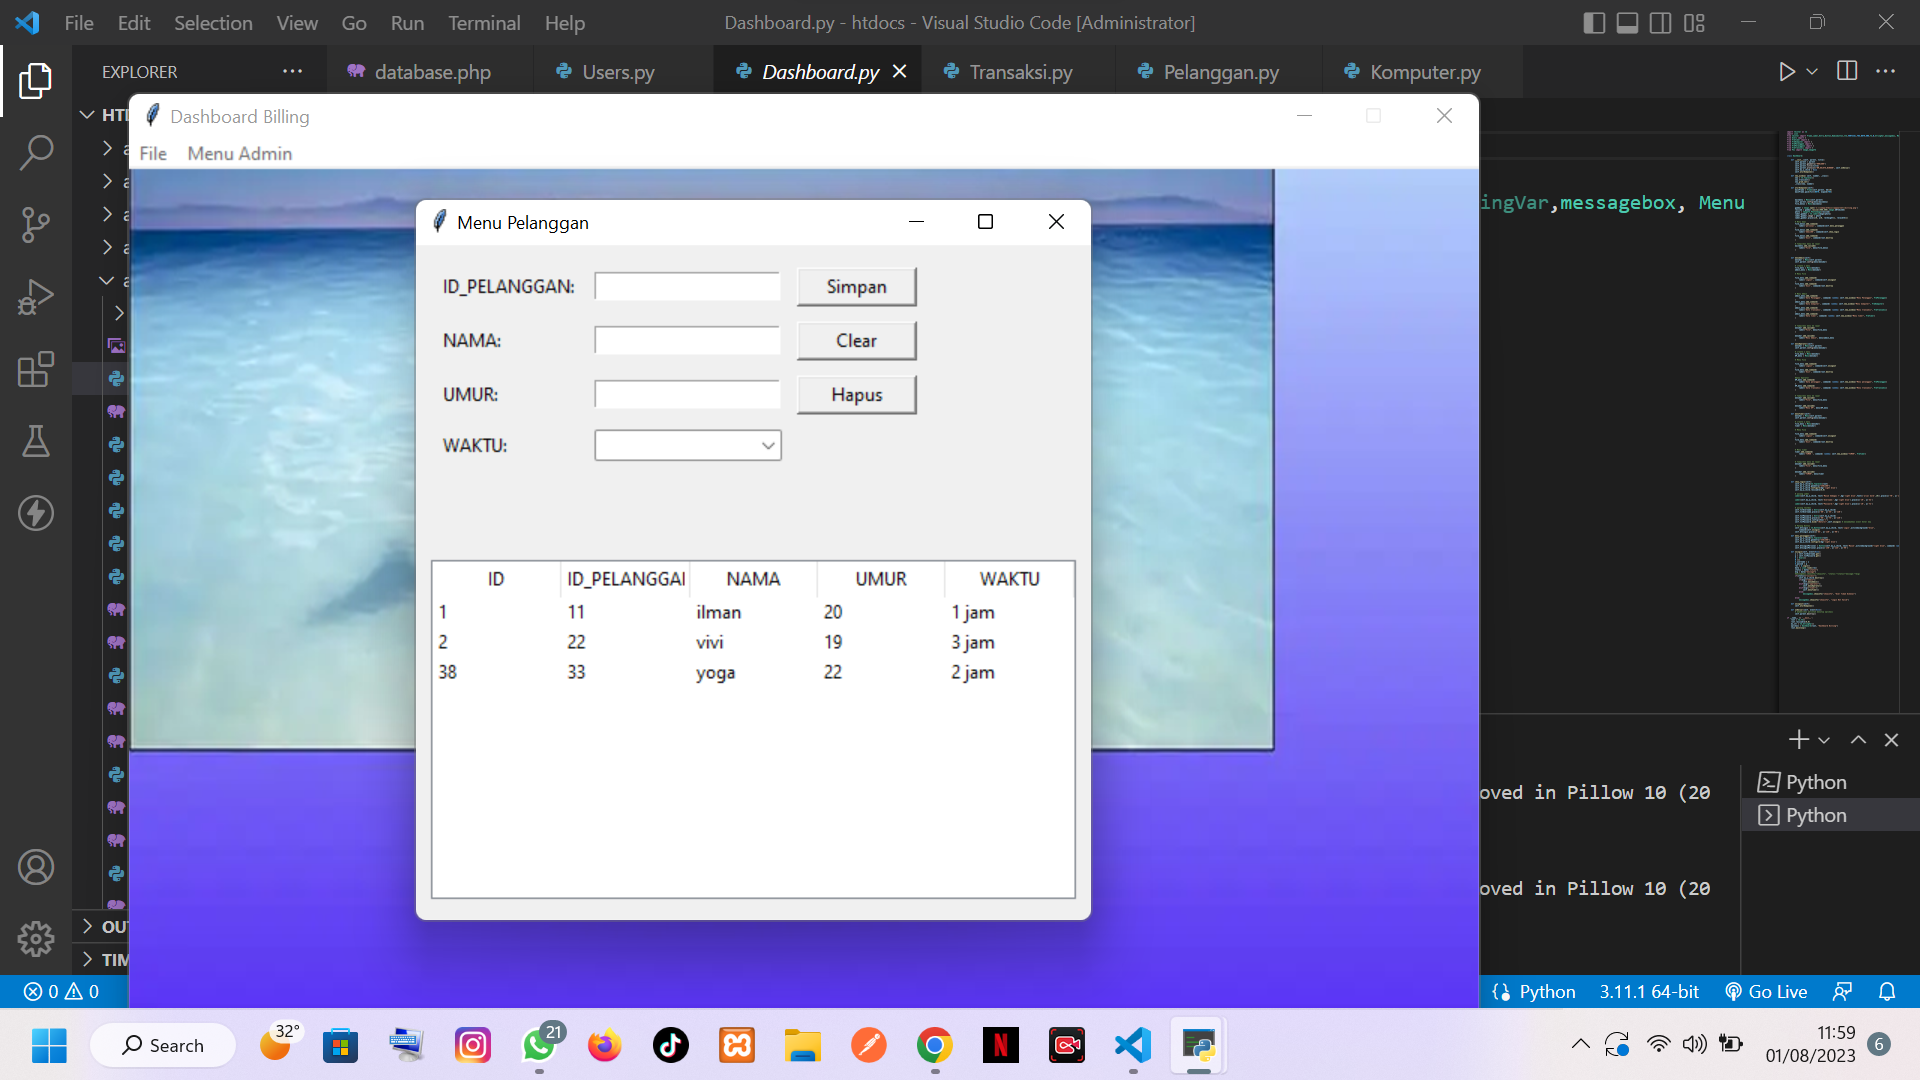 File Edit Selection View Go Run Terminal Help Dashboard.py - htdocs - Visual Studio Code [Administrator]
EXPLORER database.php Users.py Dashboard.py Transaksi.py Pelanggan.py Komputer.py
Dashboard Billing
File Menu Admin
ingVar,messagebox, Menu
Menu Pelanggan
ID_PELANGGAN: Simpan
NAMA: Clear
UMUR: Hapus
WAKTU:
ID ID_PELANGGAI NAMA UMUR WAKTU
1 11 ilman 20 1 jam
2 22 vivi 19 3 jam
38 33 yoga 22 2 jam
Python
oved in Pillow 10 (20
Python
oved in Pillow 10 (20
OU
TIM
0 0 Python 3.11.1 64-bit Go Live
32° Search 21 11:59
01/08/2023 6